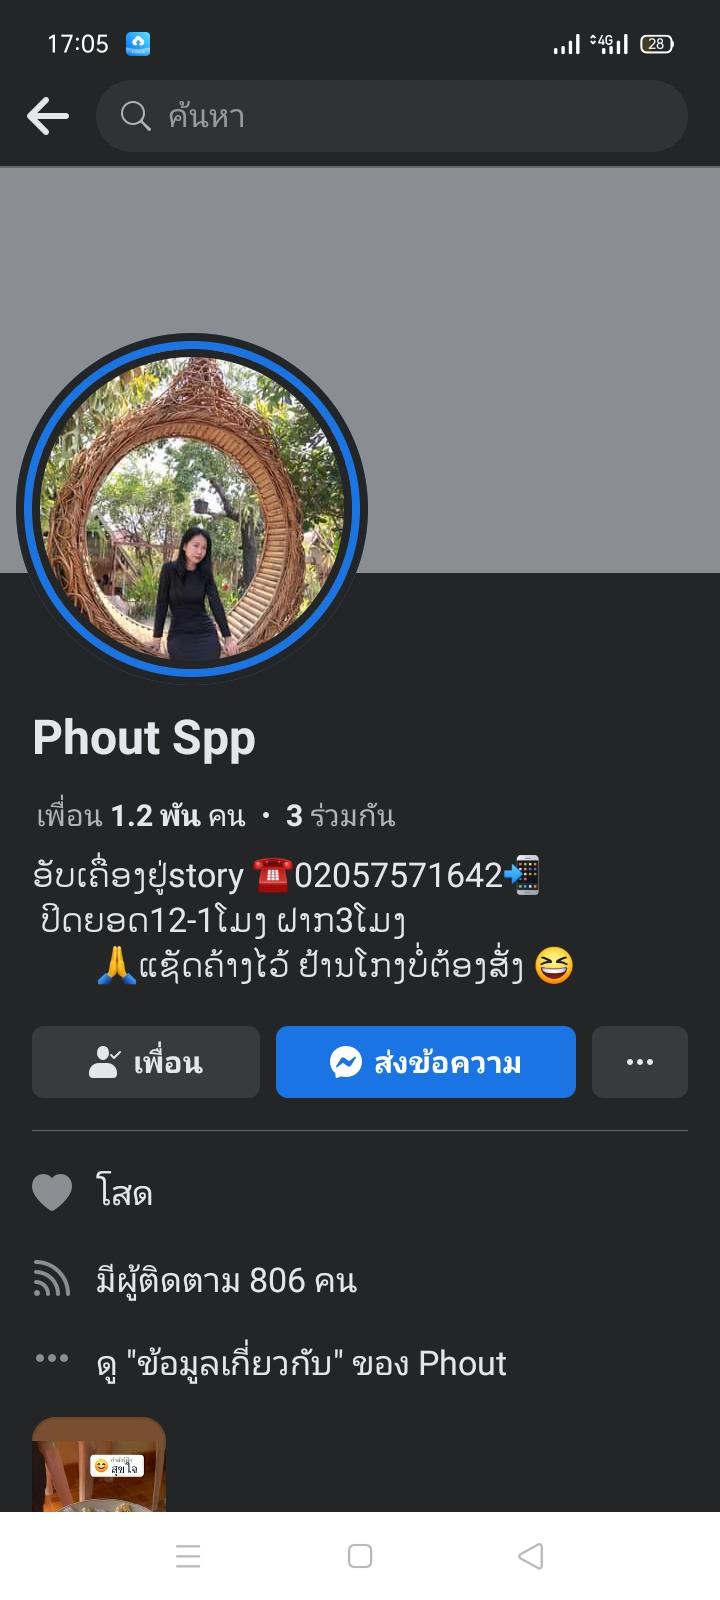 17:05
4G
28
ค้นหา
Phout Spp
เพื่อน 1.2 พัน คน · 3 ร่วมกัน
ອັບເຄື່ອງຢູ່story ☎️02057571642📲
ປິດຍອດ12-1ໂມງ ຝາກ3ໂມງ
🙏ແຊັດຄ້າງໄວ້ ຢ້ານໂກງບໍ່ຕ້ອງສັ່ງ 😆
เพื่อน
ส่งข้อความ
โสด
มีผู้ติดตาม 806 คน
ดู "ข้อมูลเกี่ยวกับ" ของ Phout
สุขใจ